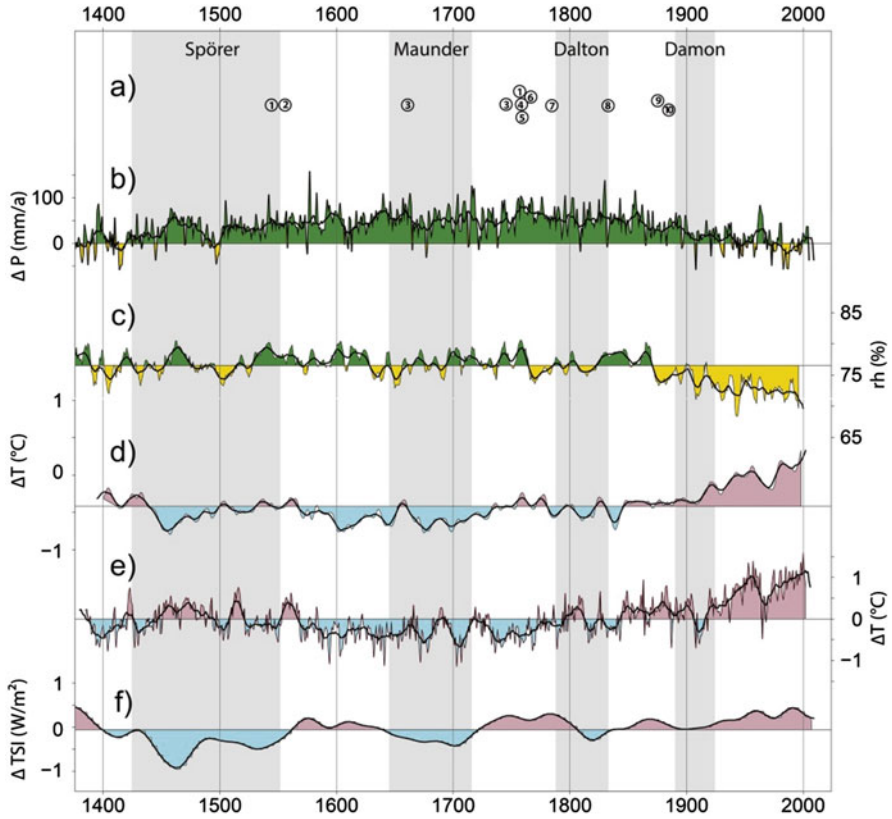 1400 1500 1600 1700 1800 1900 2000
Spörer Maunder Dalton Damon
a)
① ② ③ ③ ① ④ ⑤ ⑥ ⑦ ⑧ ⑨ ⑩
b)
100
0
Δ P (mm/a)
c)
85
75
65
rh (%)
d)
1
0
−1
ΔT (°C)
e)
1
0
−1
ΔT (°C)
f)
1
0
−1
Δ TSI (W/m²)
1400 1500 1600 1700 1800 1900 2000